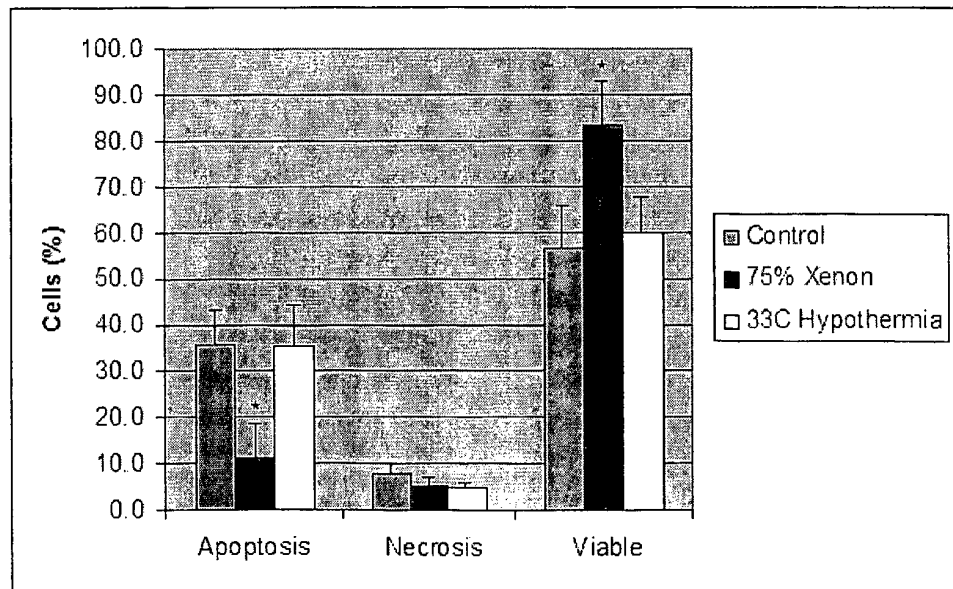 100.0
90.0
80.0
70.0
60.0
50.0
40.0
30.0
20.0
10.0
0.0
Cells (%)
*
*
Apoptosis Necrosis Viable
Control
75% Xenon
33C Hypothermia